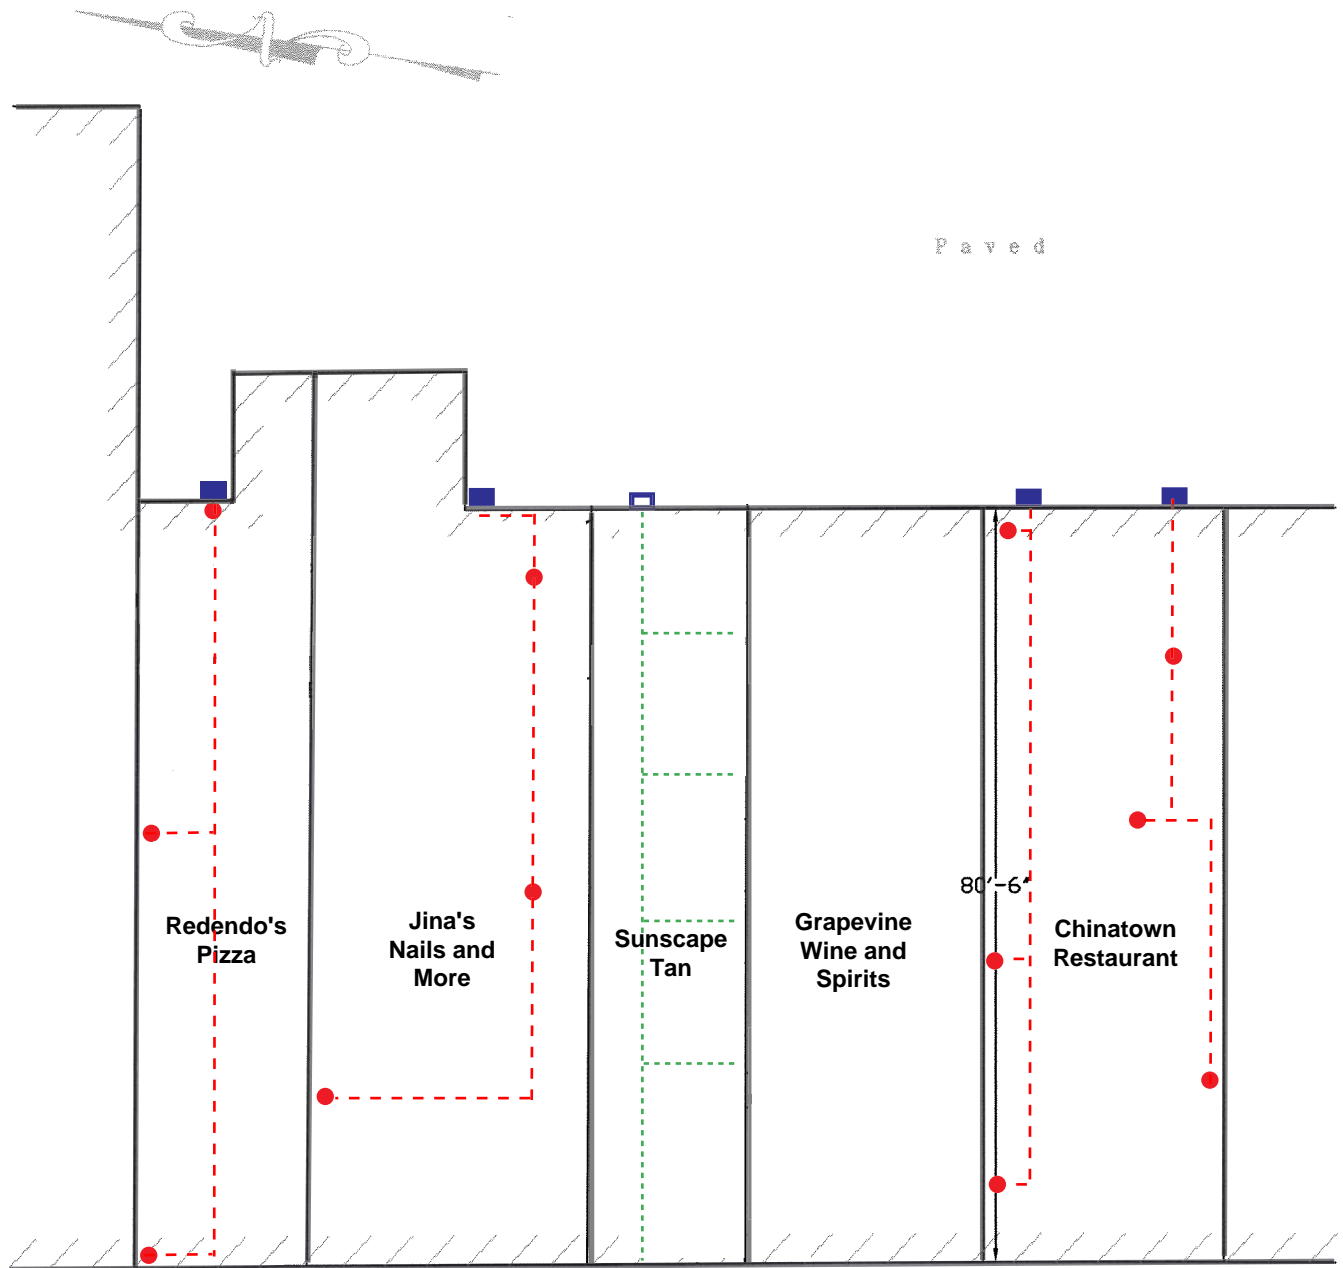 P a v e d
Redendo's
Pizza
Jina's
Nails and
More
Sunscape
Tan
Grapevine
Wine and
Spirits
80'-6"
Chinatown
Restaurant